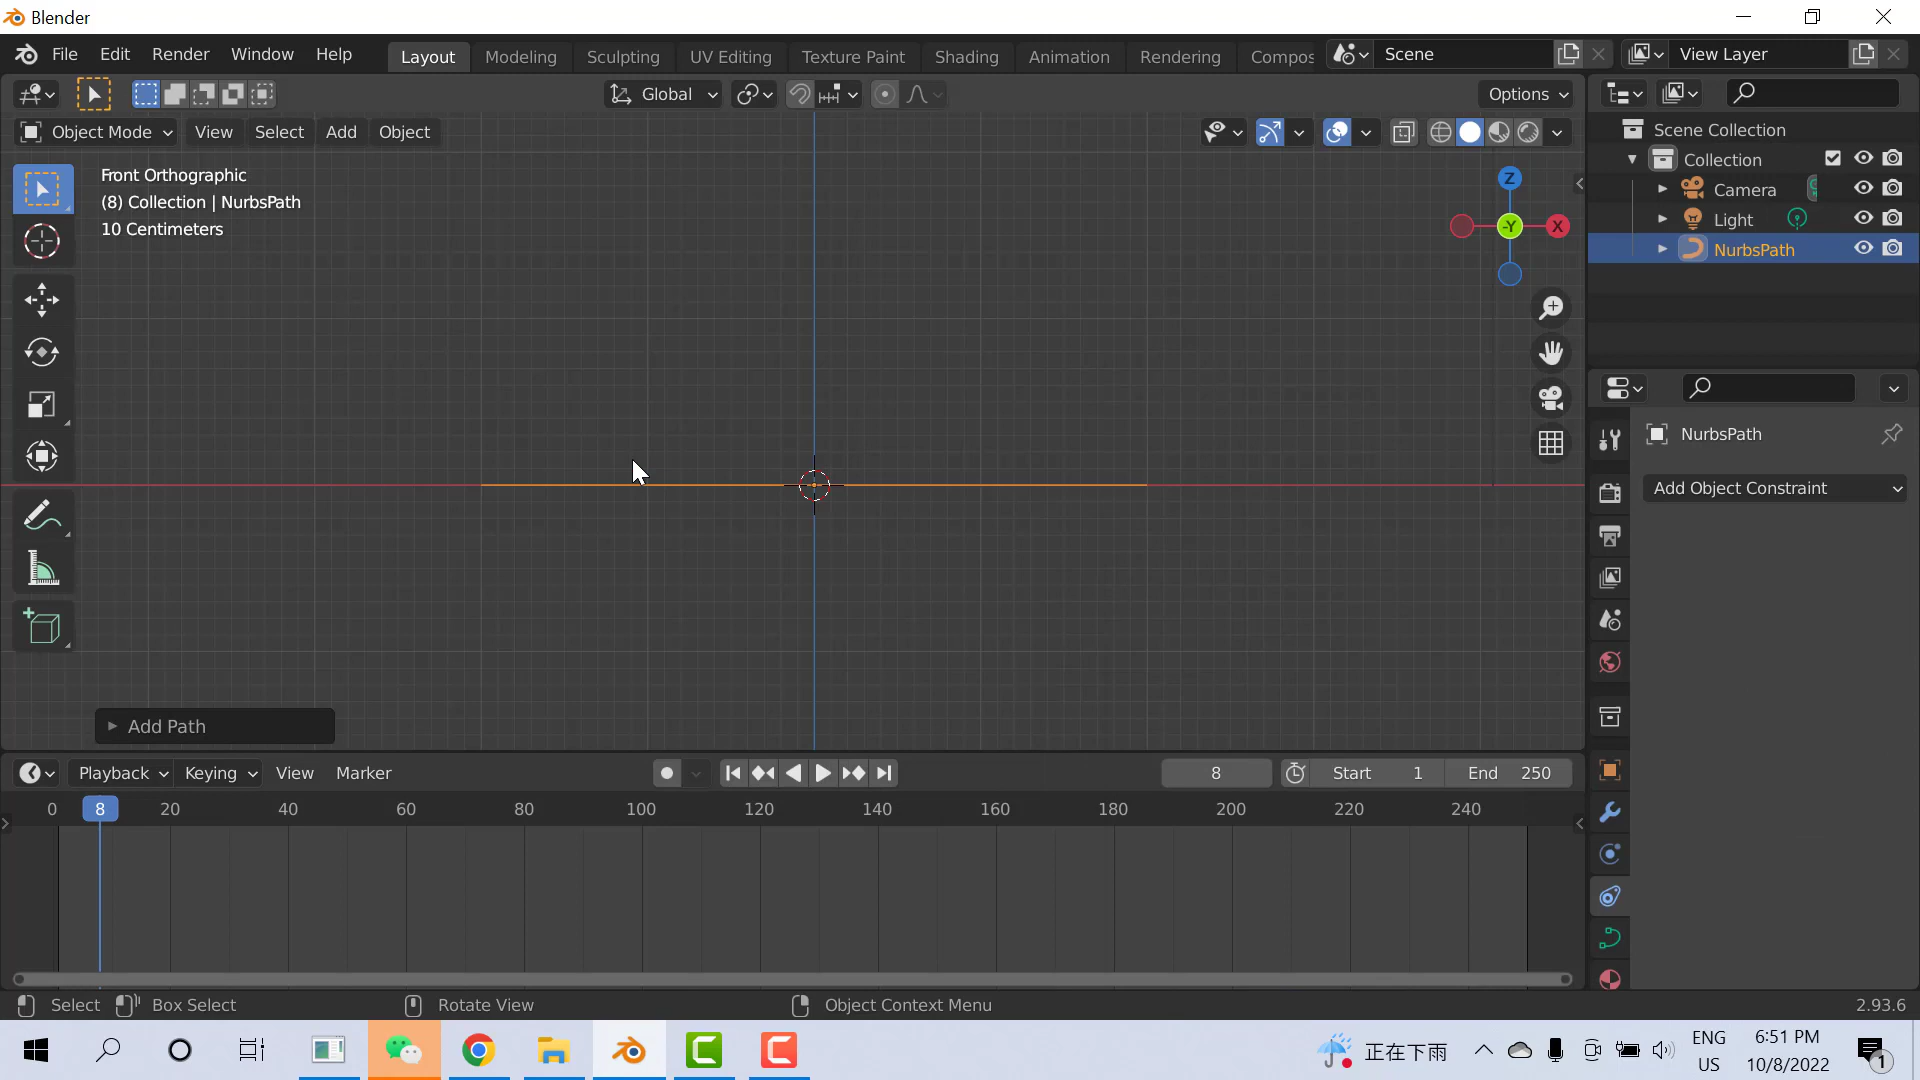 Blender
File Edit Render Window Help
Layout Modeling Sculpting UV Editing Texture Paint Shading Animation Rendering Compos
Scene
View Layer
Global
Options
Object Mode View Select Add Object
Front Orthographic
(8) Collection | NurbsPath
10 Centimeters
Z
-Y
X
Scene Collection
Collection
Camera
Light
NurbsPath
NurbsPath
Add Object Constraint
Add Path
Playback Keying View Marker
8
Start 1
End 250
0 8 20 40 60 80 100 120 140 160 180 200 220 240
Select Box Select Rotate View Object Context Menu 2.93.6
正在下雨
ENG
US
6:51 PM
10/8/2022
1